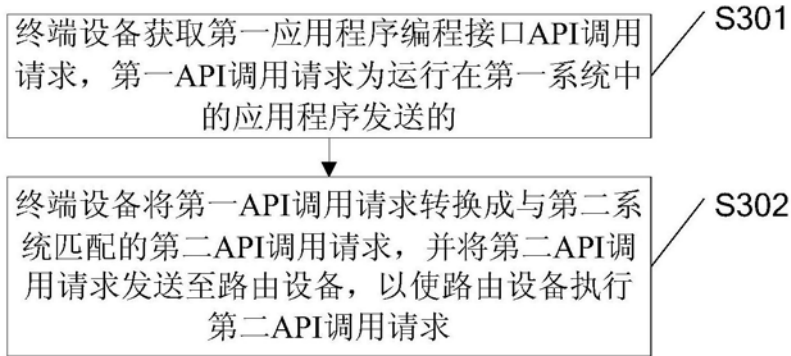 终端设备获取第一应用程序编程接口API调用
请求，第一API调用请求为运行在第一系统中
的应用程序发送的
S301
终端设备将第一API调用请求转换成与第二系
统匹配的第二API调用请求，并将第二API调
用请求发送至路由设备，以使路由设备执行
第二API调用请求
S302